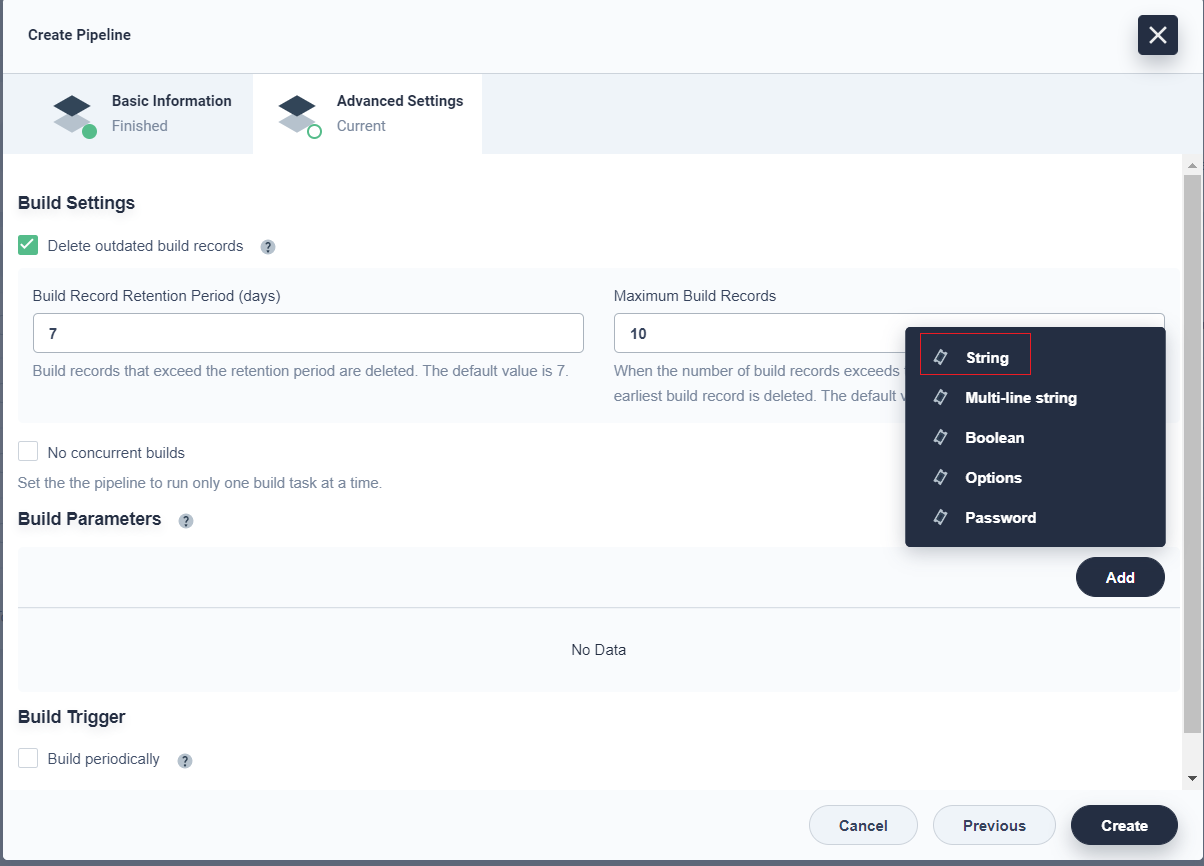 Create Pipeline
Basic Information
Finished
Advanced Settings
Current
Build Settings
Delete outdated build records ?
Build Record Retention Period (days)
7
Build records that exceed the retention period are deleted. The default value is 7.
Maximum Build Records
10
When the number of build records exceeds
earliest build record is deleted. The default
String
Multi-line string
Boolean
Options
Password
No concurrent builds
Set the the pipeline to run only one build task at a time.
Build Parameters ?
Add
No Data
Build Trigger
Build periodically ?
Cancel
Previous
Create